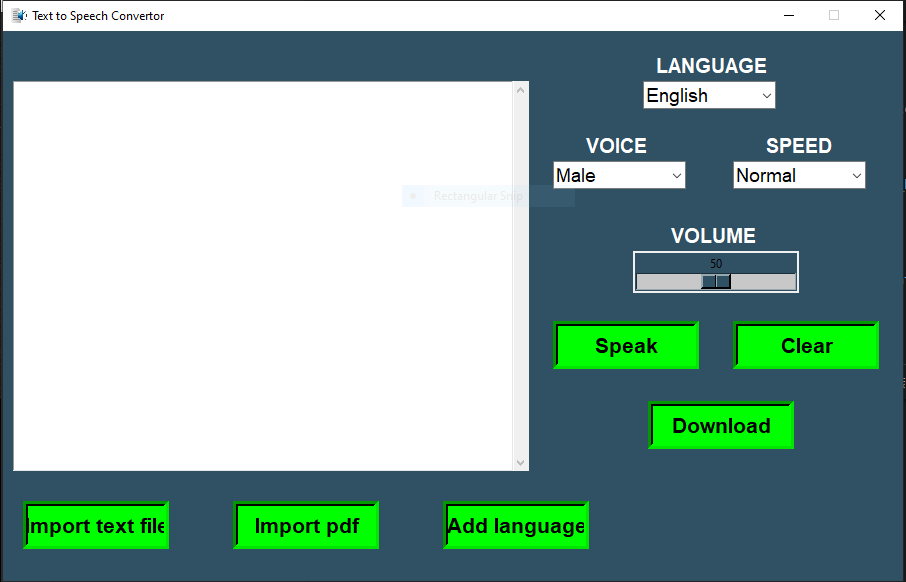 Text to Speech Convertor
LANGUAGE
English
VOICE
SPEED
Male
Normal
Rectangular Snip
VOLUME
50
Speak
Clear
Download
Import text file
Import pdf
Add language